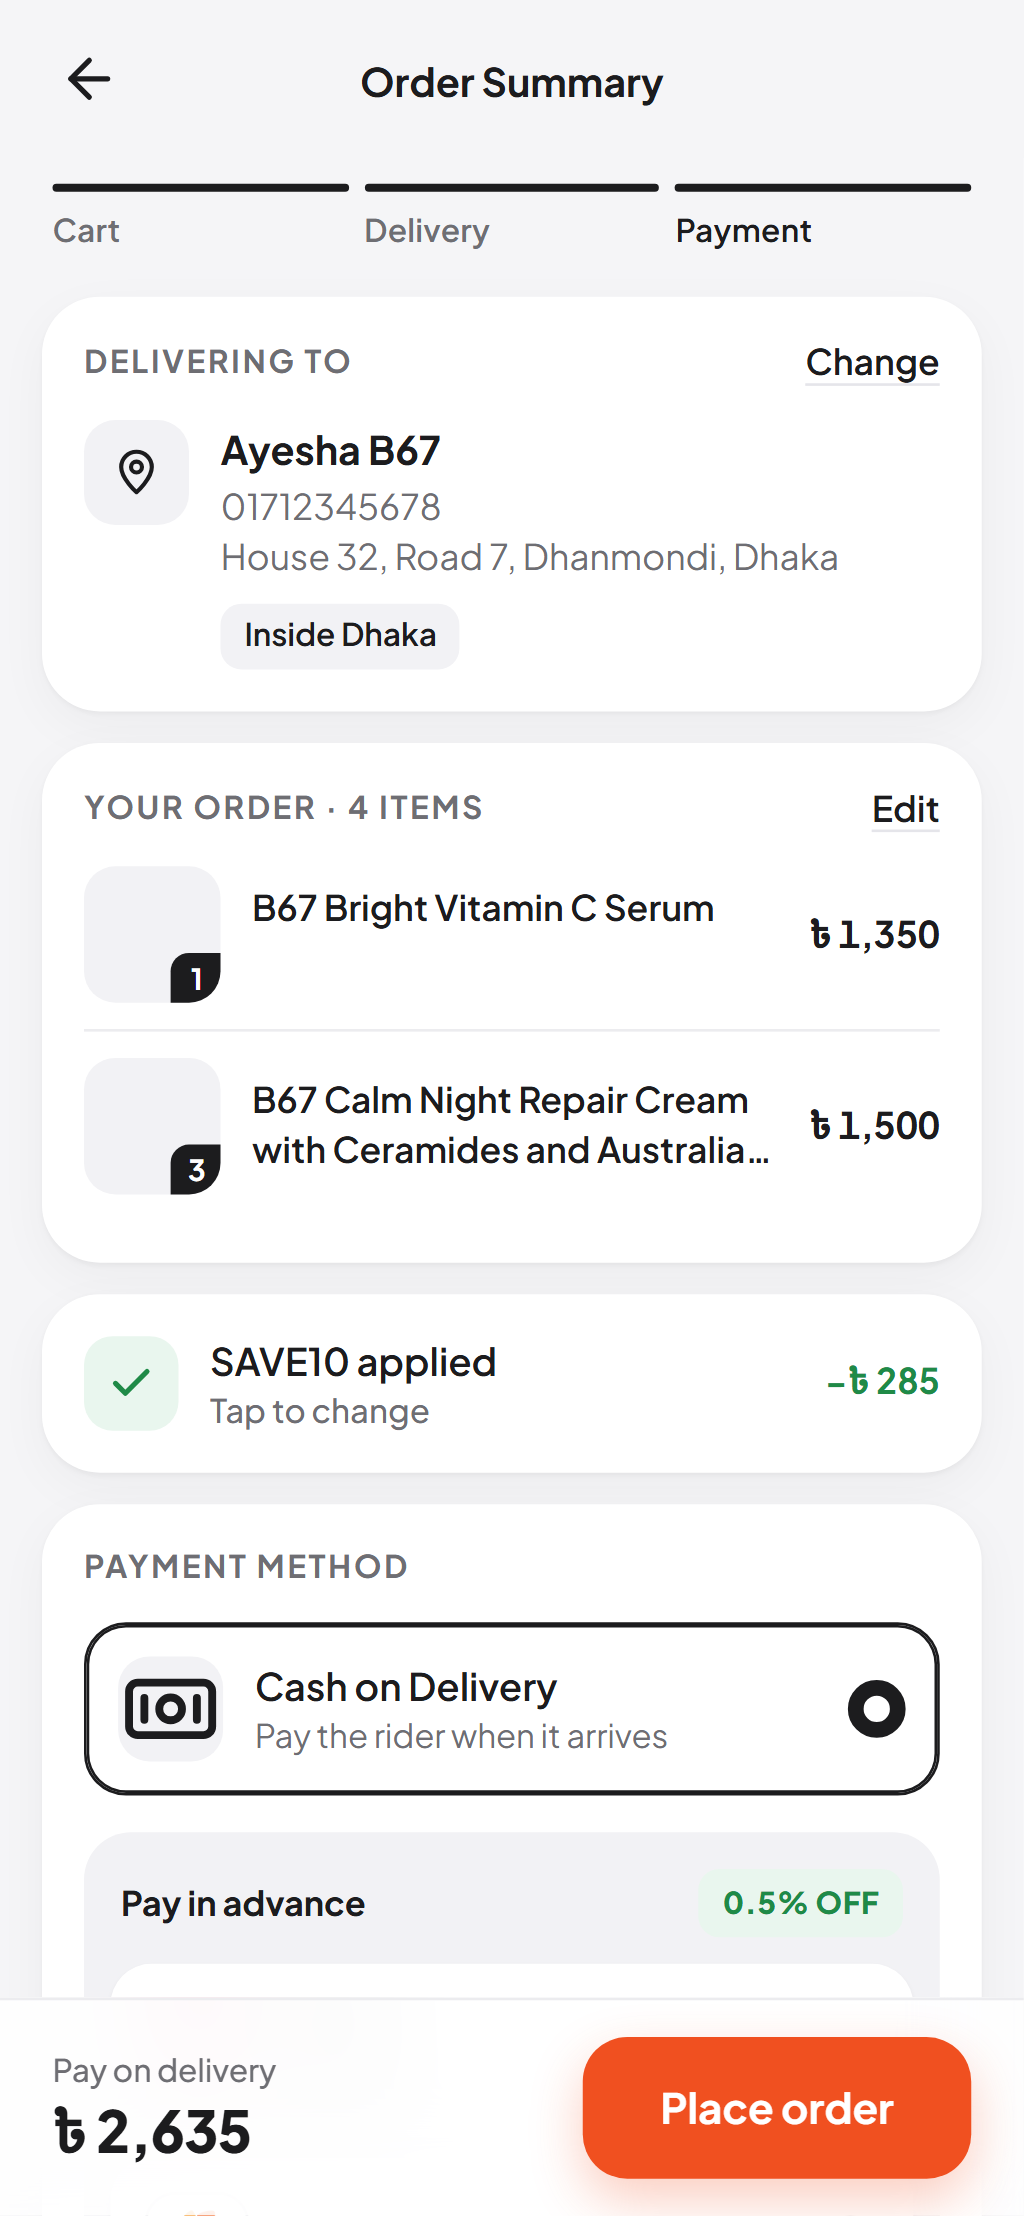 Order Summary
Cart
Delivery
Payment
DELIVERING TO
Change
Ayesha B67
01712345678
House 32, Road 7, Dhanmondi, Dhaka
Inside Dhaka
YOUR ORDER · 4 ITEMS
Edit
B67 Bright Vitamin C Serum
৳ 1,350
1
B67 Calm Night Repair Cream
with Ceramides and Australia...
৳ 1,500
3
SAVE10 applied
Tap to change
-৳ 285
PAYMENT METHOD
Cash on Delivery
Pay the rider when it arrives
Pay in advance
0.5% OFF
Pay on delivery
৳ 2,635
Place order